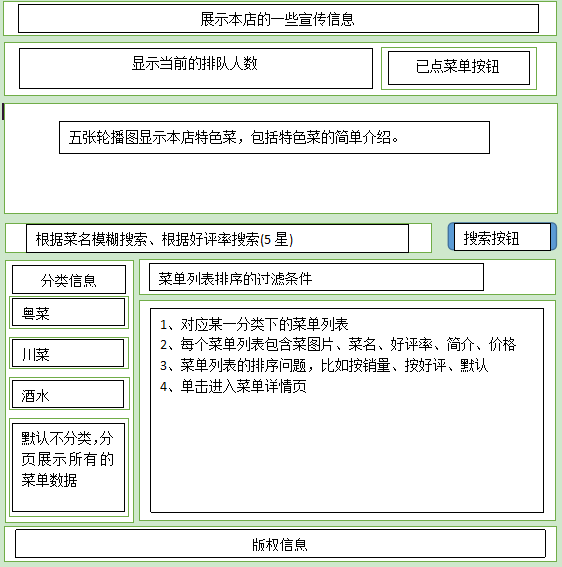 展示本店的一些宣传信息
显示当前的排队人数
已点菜单按钮
五张轮播图显示本店特色菜，包括特色菜的简单介绍。
根据菜名模糊搜索、根据好评率搜索(5 星)
搜索按钮
分类信息
粤菜
川菜
酒水
默认不分类,分
页展示所有的
菜单数据
菜单列表排序的过滤条件
1、对应某一分类下的菜单列表
2、每个菜单列表包含菜图片、菜名、好评率、简介、价格
3、菜单列表的排序问题，比如按销量、按好评、默认
4、单击进入菜单详情页
版权信息